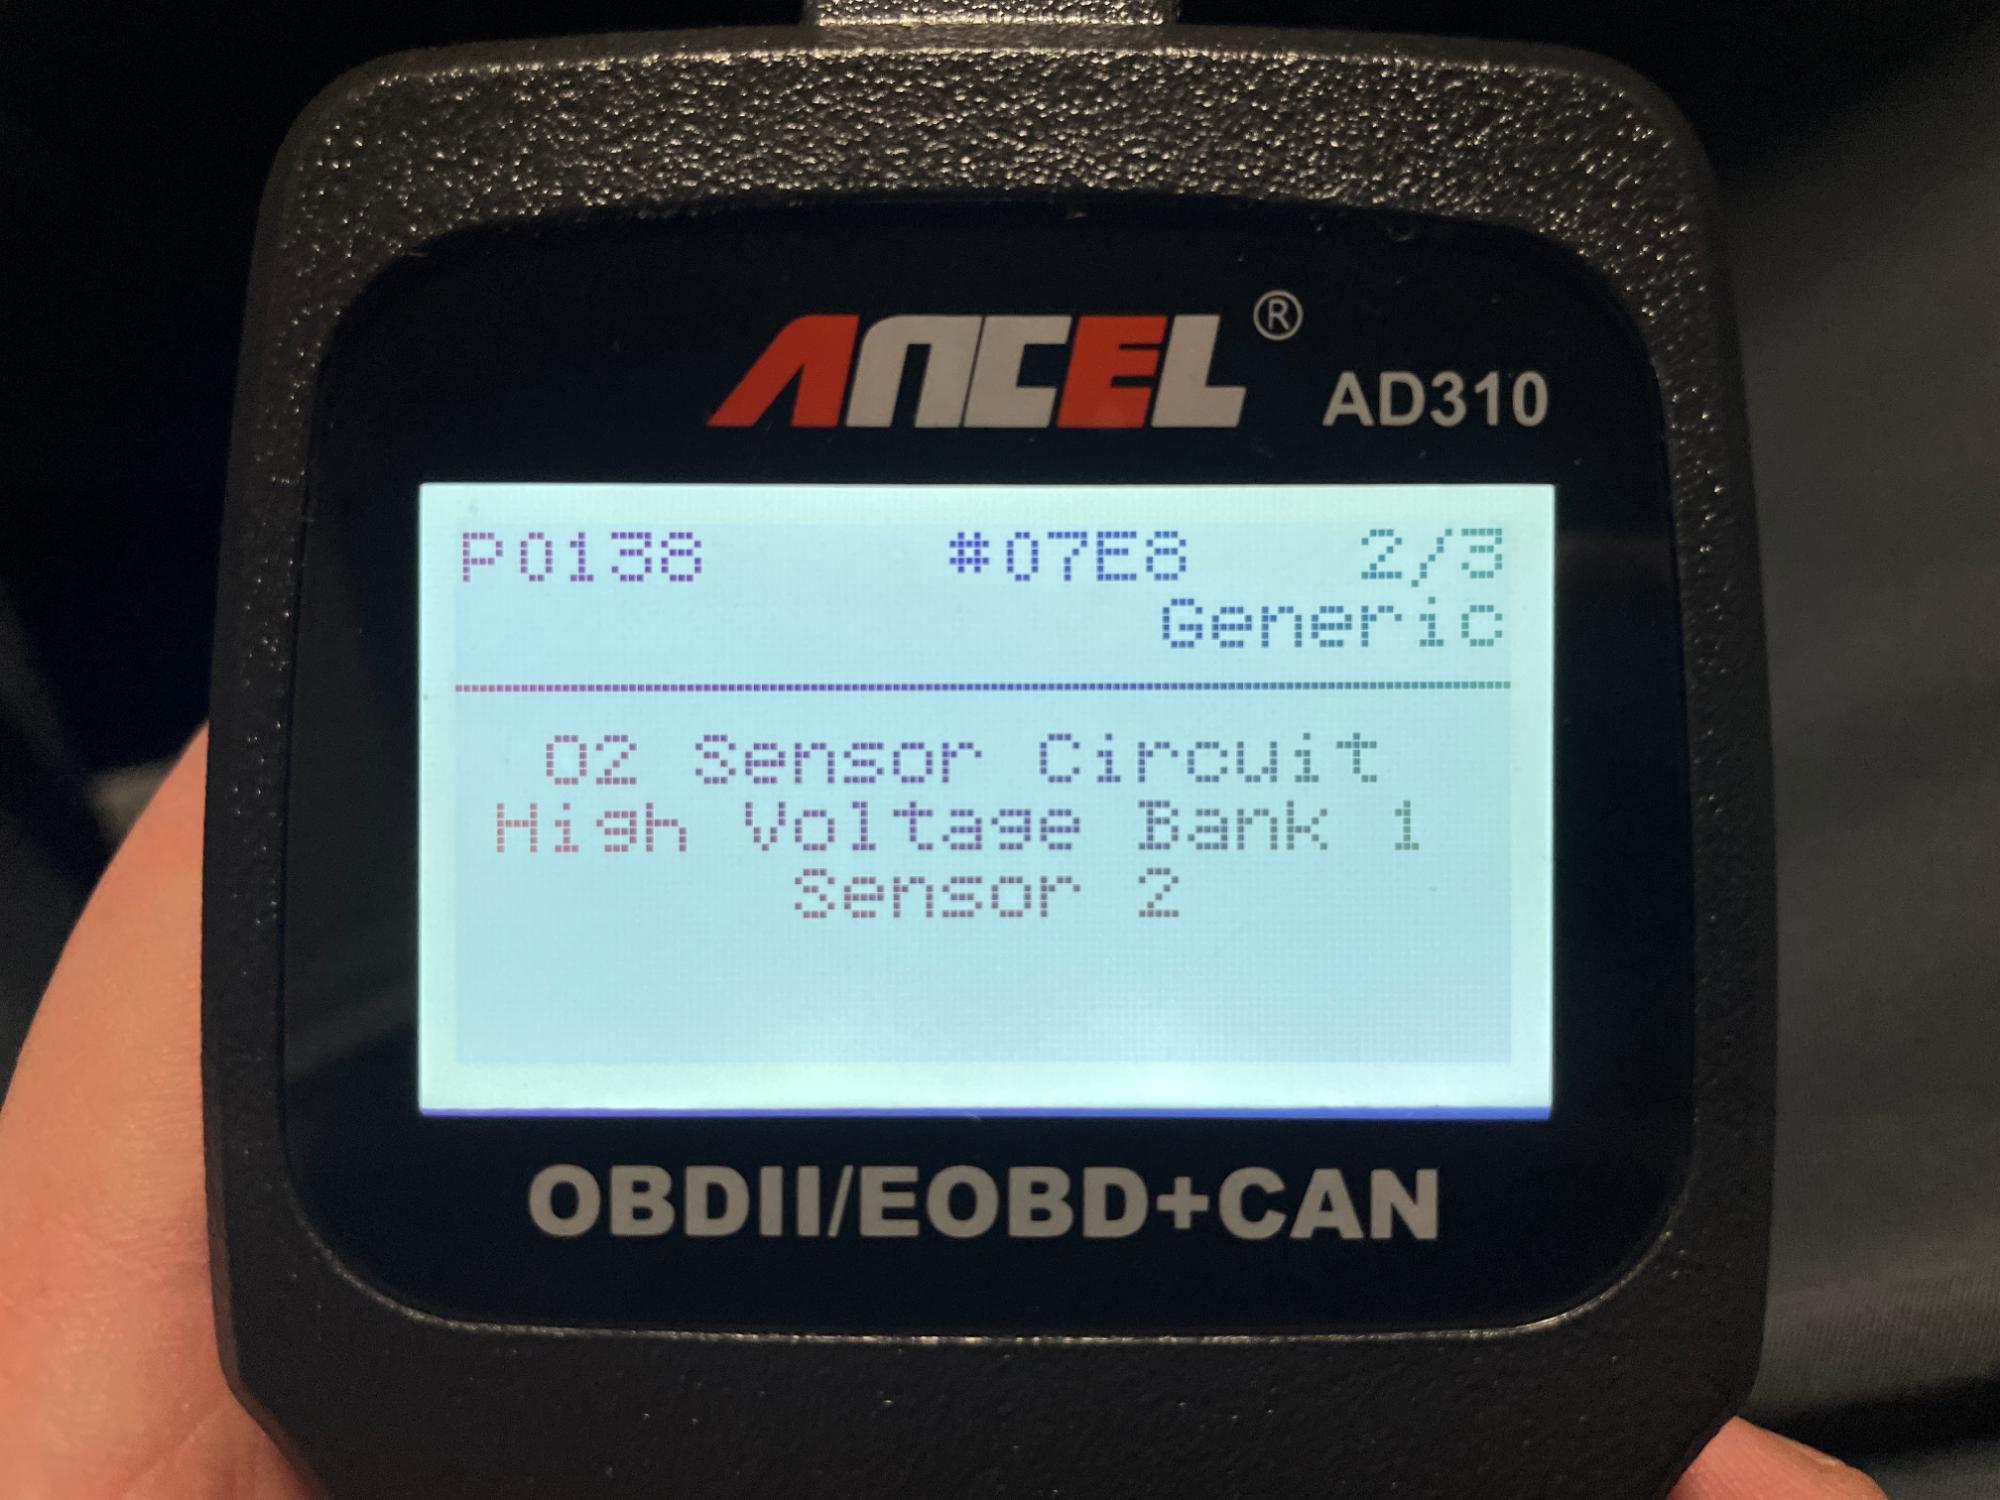 ANCEL® AD310
P0138 #07E8 2/3
Generic
O2 Sensor Circuit
High Voltage Bank 1
Sensor 2
OBDII/EOBD+CAN